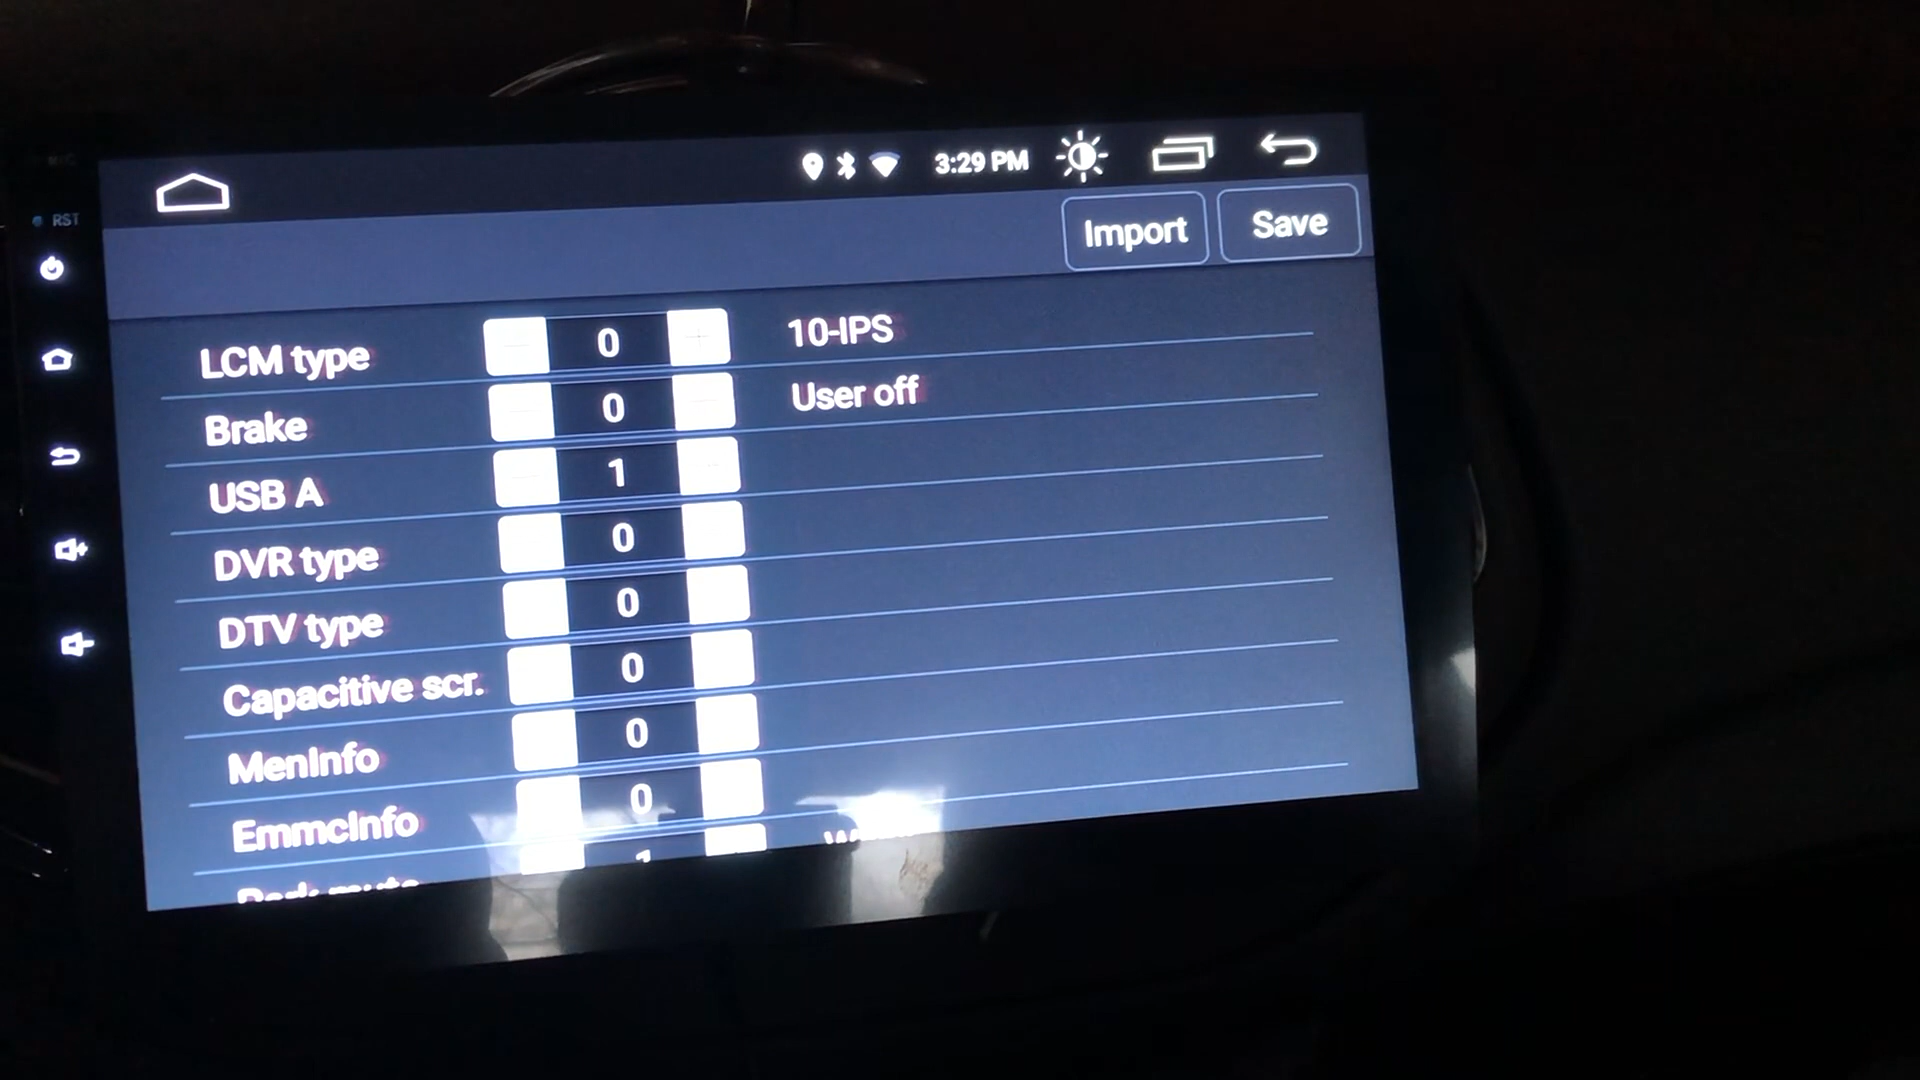 3:29 PM
RST
Import
Save
LCM type 0 10-IPS
Brake 0 User off
USB A 1
DVR type 0
DTV type 0
Capacitive scr. 0
MenInfo 0
EmmcInfo 0